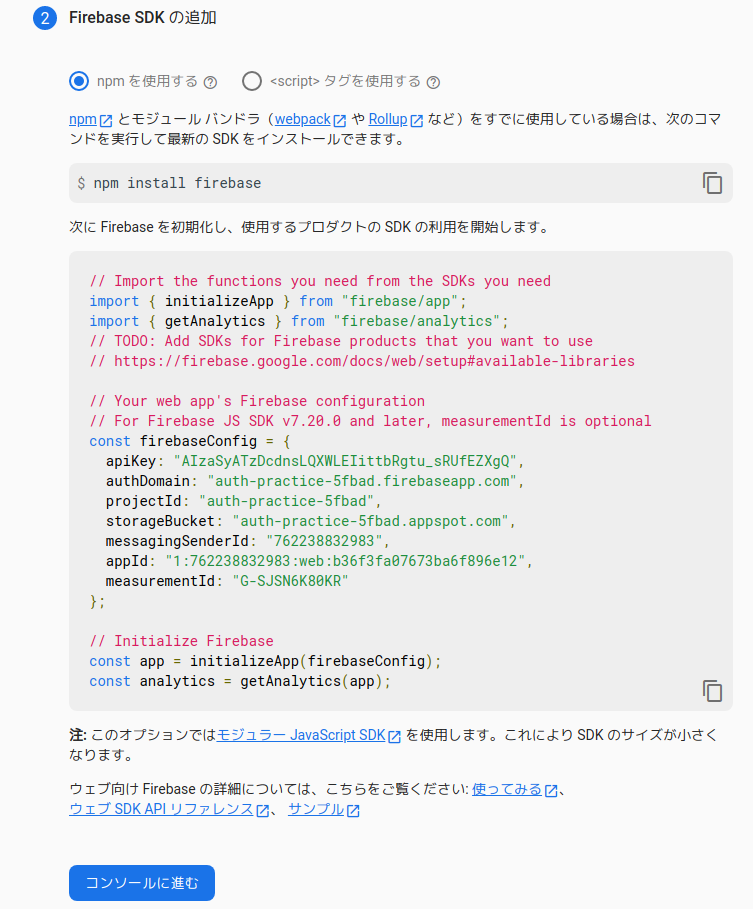 2 Firebase SDK の追加
npm を使用する <script> タグを使用する
npm とモジュール バンドラ（webpack や Rollup など）をすでに使用している場合は、次のコマ
ンドを実行して最新の SDK をインストールできます。
$ npm install firebase
次に Firebase を初期化し、使用するプロダクトの SDK の利用を開始します。
// Import the functions you need from the SDKs you need
import { initializeApp } from "firebase/app";
import { getAnalytics } from "firebase/analytics";
// TODO: Add SDKs for Firebase products that you want to use
// https://firebase.google.com/docs/web/setup#available-libraries
// Your web app's Firebase configuration
// For Firebase JS SDK v7.20.0 and later, measurementId is optional
const firebaseConfig = {
apiKey: "AIzaSyATzDcdnsLQXWLEIittbRgtu_sRUfEZXgQ",
authDomain: "auth-practice-5fbad.firebaseapp.com",
projectId: "auth-practice-5fbad",
storageBucket: "auth-practice-5fbad.appspot.com",
messagingSenderId: "762238832983",
appId: "1:762238832983:web:b36f3fa07673ba6f896e12",
measurementId: "G-SJSN6K80KR"
};
// Initialize Firebase
const app = initializeApp(firebaseConfig);
const analytics = getAnalytics(app);
注: このオプションではモジュラー JavaScript SDK を使用します。これにより SDK のサイズが小さく
なります。
ウェブ向け Firebase の詳細については、こちらをご覧ください: 使ってみる、
ウェブ SDK API リファレンス、 サンプル
コンソールに進む